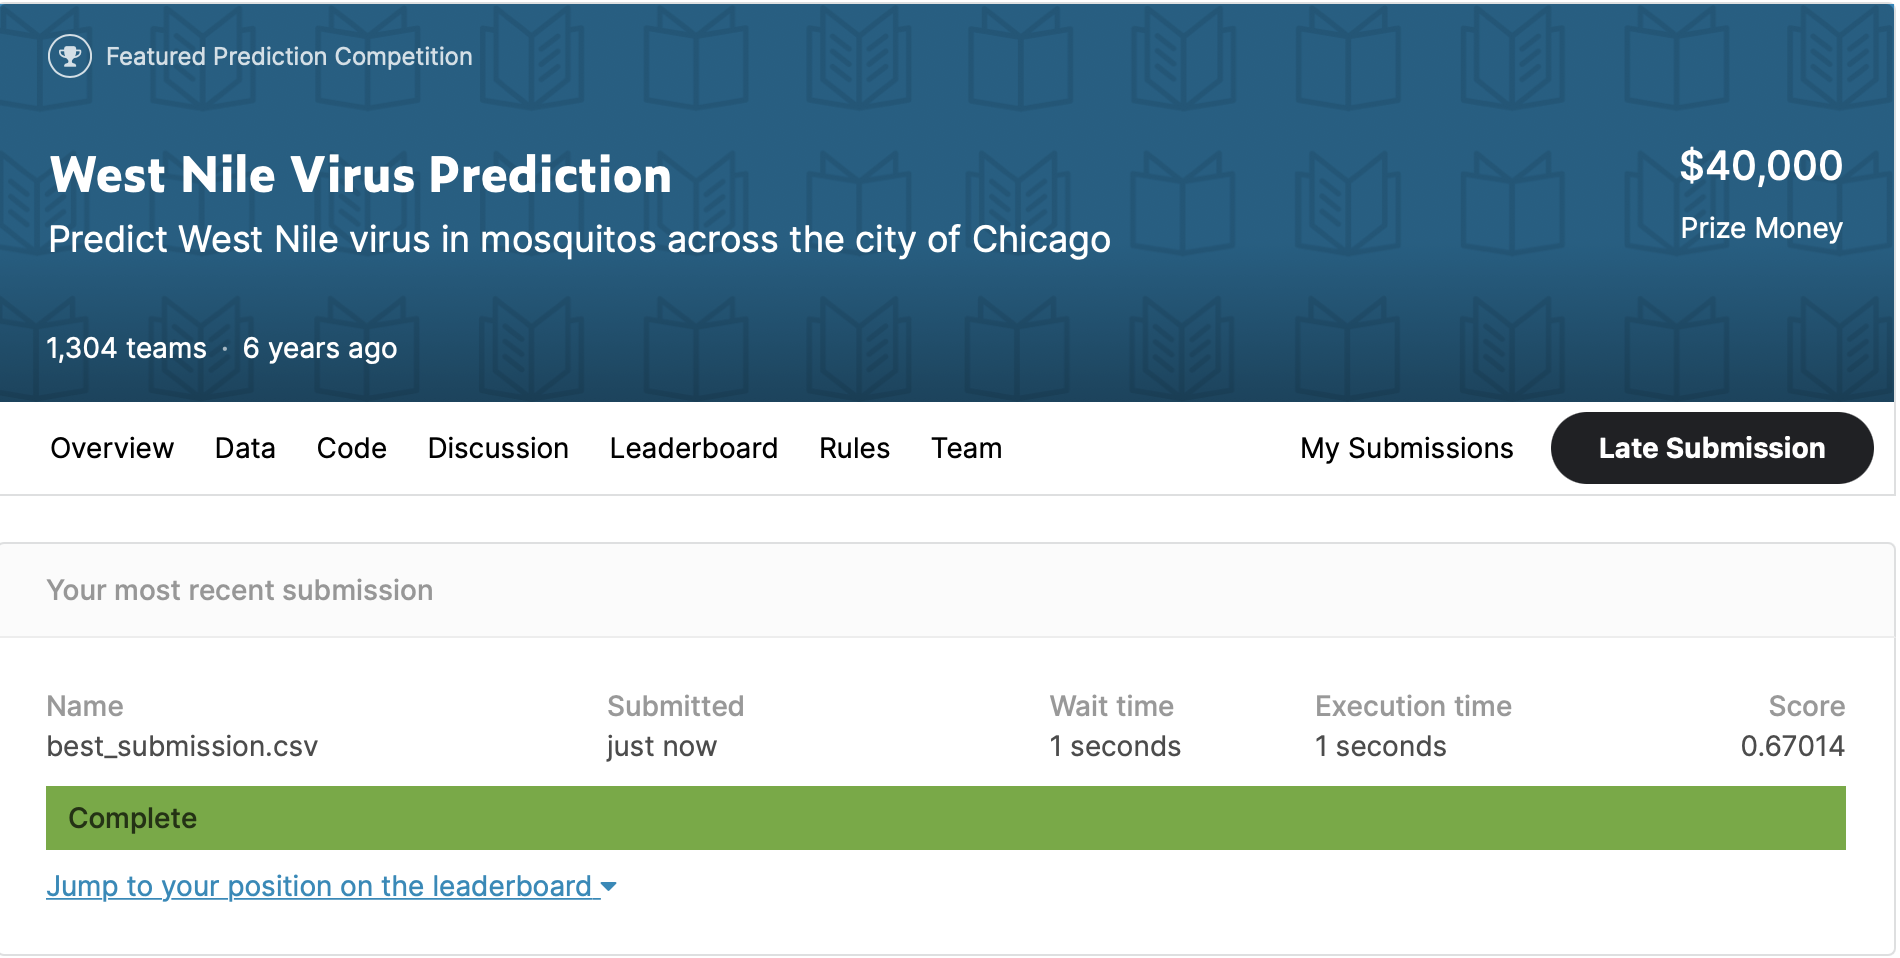 Featured Prediction Competition
West Nile Virus Prediction
Predict West Nile virus in mosquitos across the city of Chicago
$40,000
Prize Money
1,304 teams · 6 years ago
Overview Data Code Discussion Leaderboard Rules Team My Submissions Late Submission
Your most recent submission
Name Submitted Wait time Execution time Score
best_submission.csv just now 1 seconds 1 seconds 0.67014
Complete
Jump to your position on the leaderboard